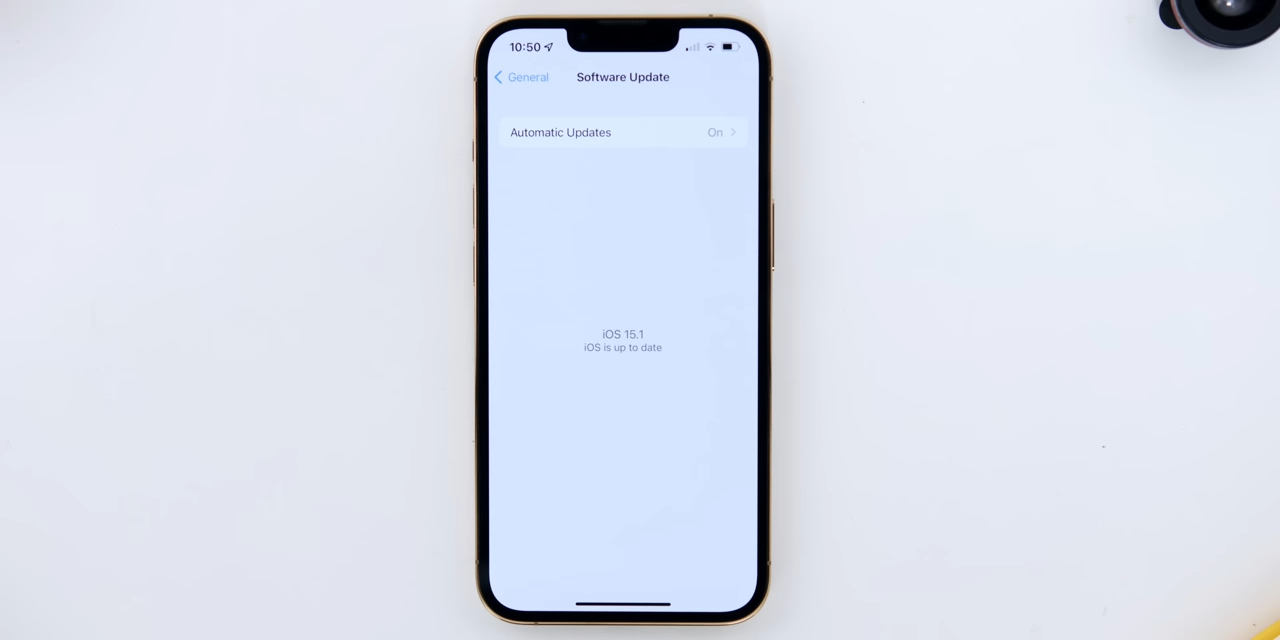 10:50
General
Software Update
Automatic Updates
On
iOS 15.1
iOS is up to date